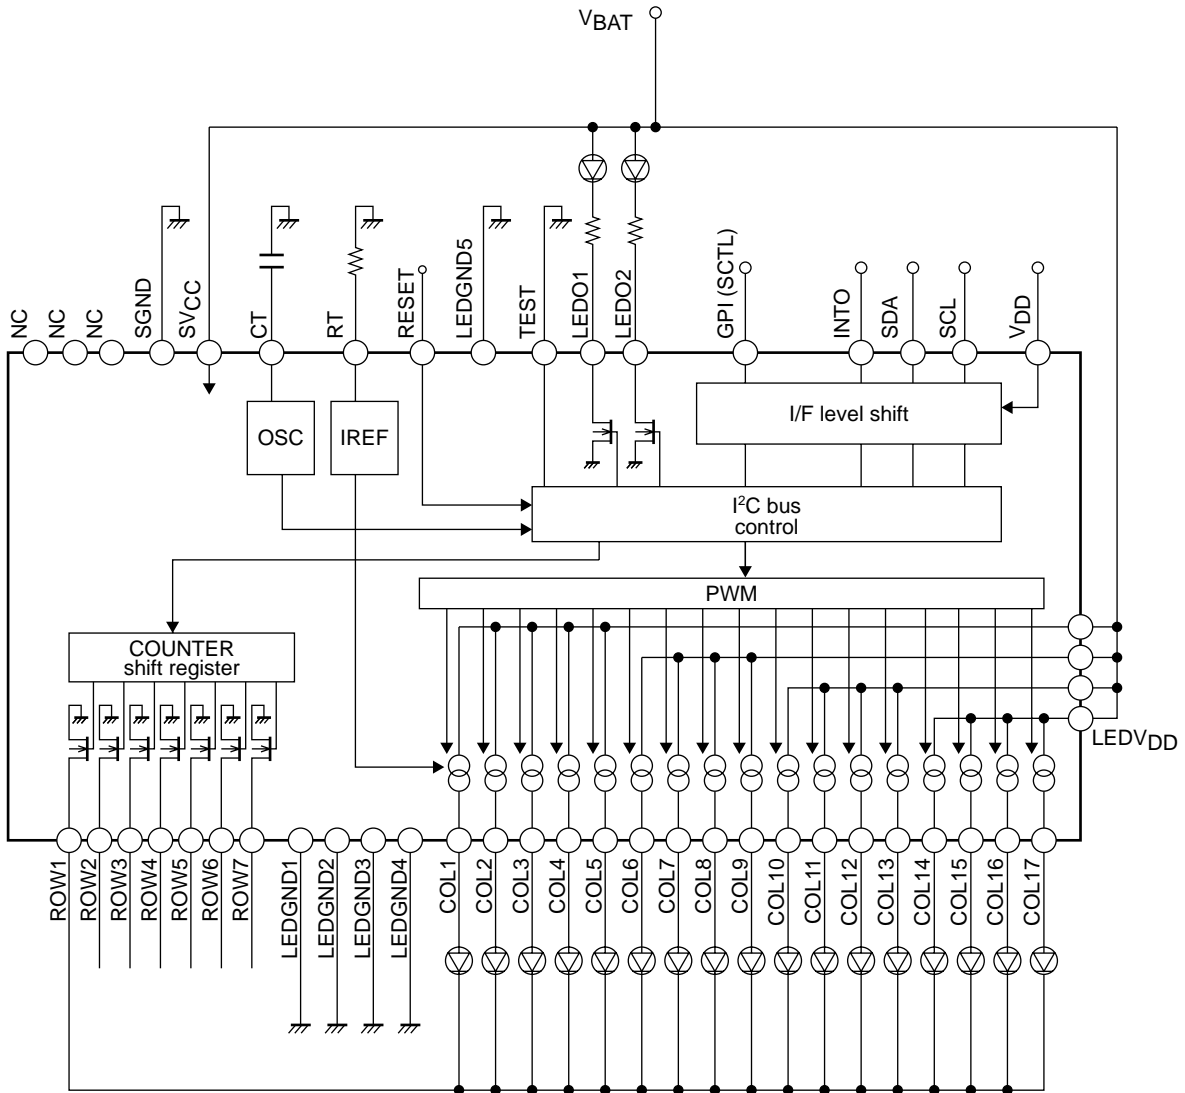 VBAT
NC
NC
NC
SGND
SVCC
CT
RT
RESET
LEDGND5
TEST
LEDO1
LEDO2
GPI (SCTL)
INTO
SDA
SCL
VDD
OSC
IREF
I/F level shift
I²C bus
control
PWM
COUNTER
shift register
LEDVDD
ROW1
ROW2
ROW3
ROW4
ROW5
ROW6
ROW7
LEDGND1
LEDGND2
LEDGND3
LEDGND4
COL1
COL2
COL3
COL4
COL5
COL6
COL7
COL8
COL9
COL10
COL11
COL12
COL13
COL14
COL15
COL16
COL17